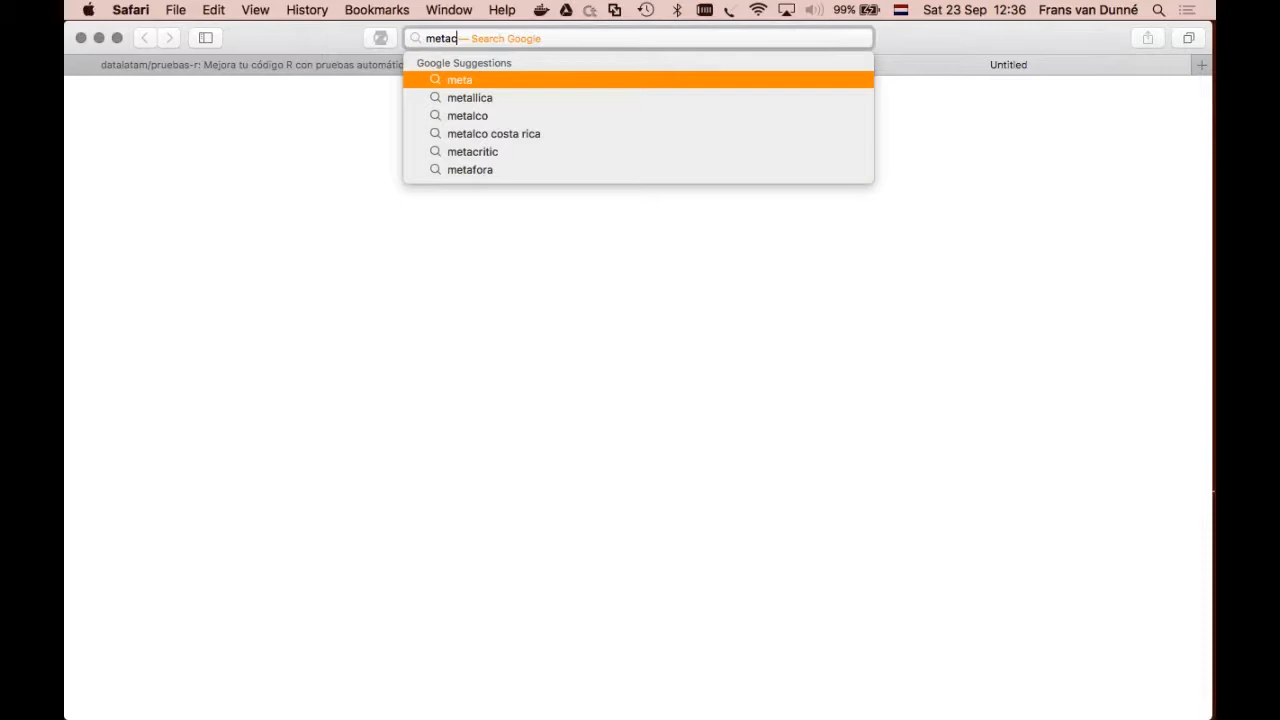 Safari File Edit View History Bookmarks Window Help 99% Sat 23 Sep 12:36 Frans van Dunné
metac — Search Google
datalatam/pruebas-r: Mejora tu código R con pruebas automátic
Untitled
Google Suggestions
meta
metallica
metalco
metalco costa rica
metacritic
metafora